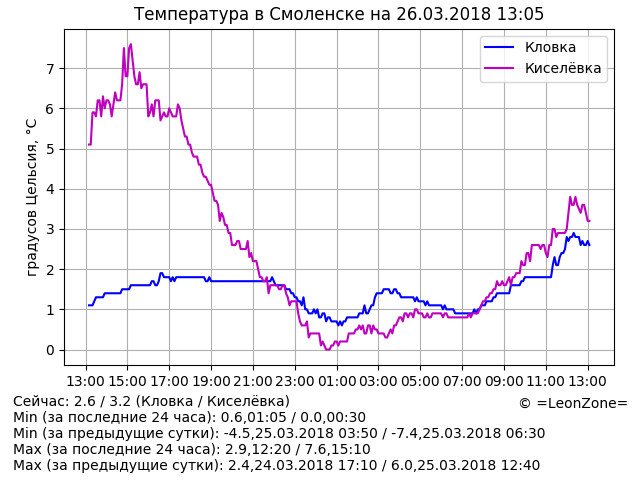 Температура в Смоленске на 26.03.2018 13:05
Кловка
Киселёвка
градусов Цельсия, °C
7
6
5
4
3
2
1
0
13:00 15:00 17:00 19:00 21:00 23:00 01:00 03:00 05:00 07:00 09:00 11:00 13:00
Сейчас: 2.6 / 3.2 (Кловка / Киселёвка)
© =LeonZone=
Min (за последние 24 часа): 0.6,01:05 / 0.0,00:30
Min (за предыдущие сутки): -4.5,25.03.2018 03:50 / -7.4,25.03.2018 06:30
Max (за последние 24 часа): 2.9,12:20 / 7.6,15:10
Max (за предыдущие сутки): 2.4,24.03.2018 17:10 / 6.0,25.03.2018 12:40